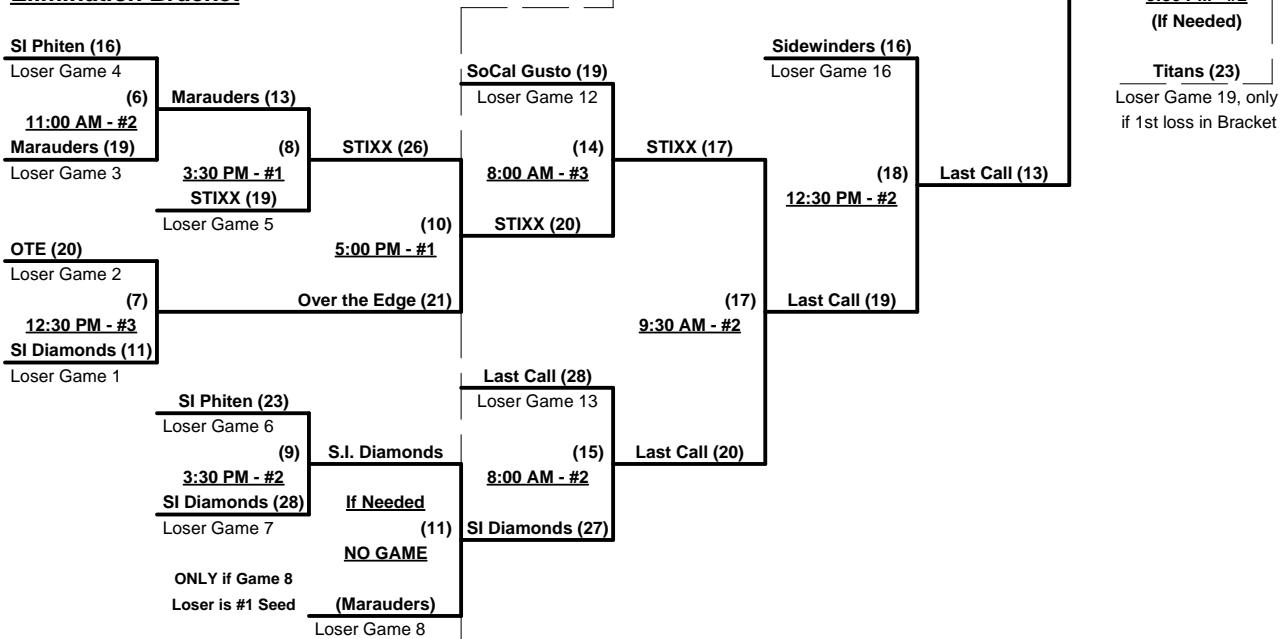 SI Phiten (16)
Loser Game 4
(6)
11:00 AM - #2
Marauders (19)
Loser Game 3
Marauders (13)
(8)
3:30 PM - #1
STIXX (19)
Loser Game 5
OTE (20)
Loser Game 2
(7)
12:30 PM - #3
SI Diamonds (11)
Loser Game 1
STIXX (26)
(10)
5:00 PM - #1
Over the Edge (21)
SI Phiten (23)
Loser Game 6
(9)
3:30 PM - #2
SI Diamonds (28)
Loser Game 7
S.I. Diamonds
If Needed
(11)
NO GAME
ONLY if Game 8
Loser is #1 Seed
(Marauders)
Loser Game 8
SoCal Gusto (19)
Loser Game 12
(14)
8:00 AM - #3
STIXX (20)
Last Call (28)
Loser Game 13
(15)
8:00 AM - #2
SI Diamonds (27)
STIXX (17)
(17)
9:30 AM - #2
Last Call (20)
Sidewinders (16)
Loser Game 16
(18)
12:30 PM - #2
Last Call (19)
Last Call (13)
(If Needed)
Titans (23)
Loser Game 19, only
if 1st loss in Bracket